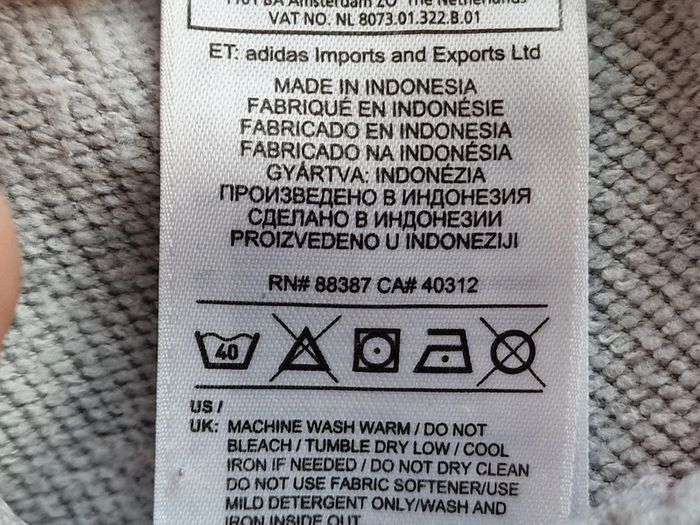 1101 BA Amsterdam ZO The Netherlands
VAT NO. NL 8073.01.322.B.01
ET: adidas Imports and Exports Ltd
MADE IN INDONESIA
FABRIQUÉ EN INDONÉSIE
FABRICADO EN INDONESIA
FABRICADO NA INDONÉSIA
GYÁRTVA: INDONÉZIA
ПРОИЗВЕДЕНО В ИНДОНЕЗИЯ
СДЕЛАНО В ИНДОНЕЗИИ
PROIZVEDENO U INDONEZIJI
RN# 88387 CA# 40312
40
US /
UK: MACHINE WASH WARM / DO NOT
BLEACH / TUMBLE DRY LOW / COOL
IRON IF NEEDED / DO NOT DRY CLEAN
DO NOT USE FABRIC SOFTENER/USE
MILD DETERGENT ONLY/WASH AND
IRON INSIDE OUT